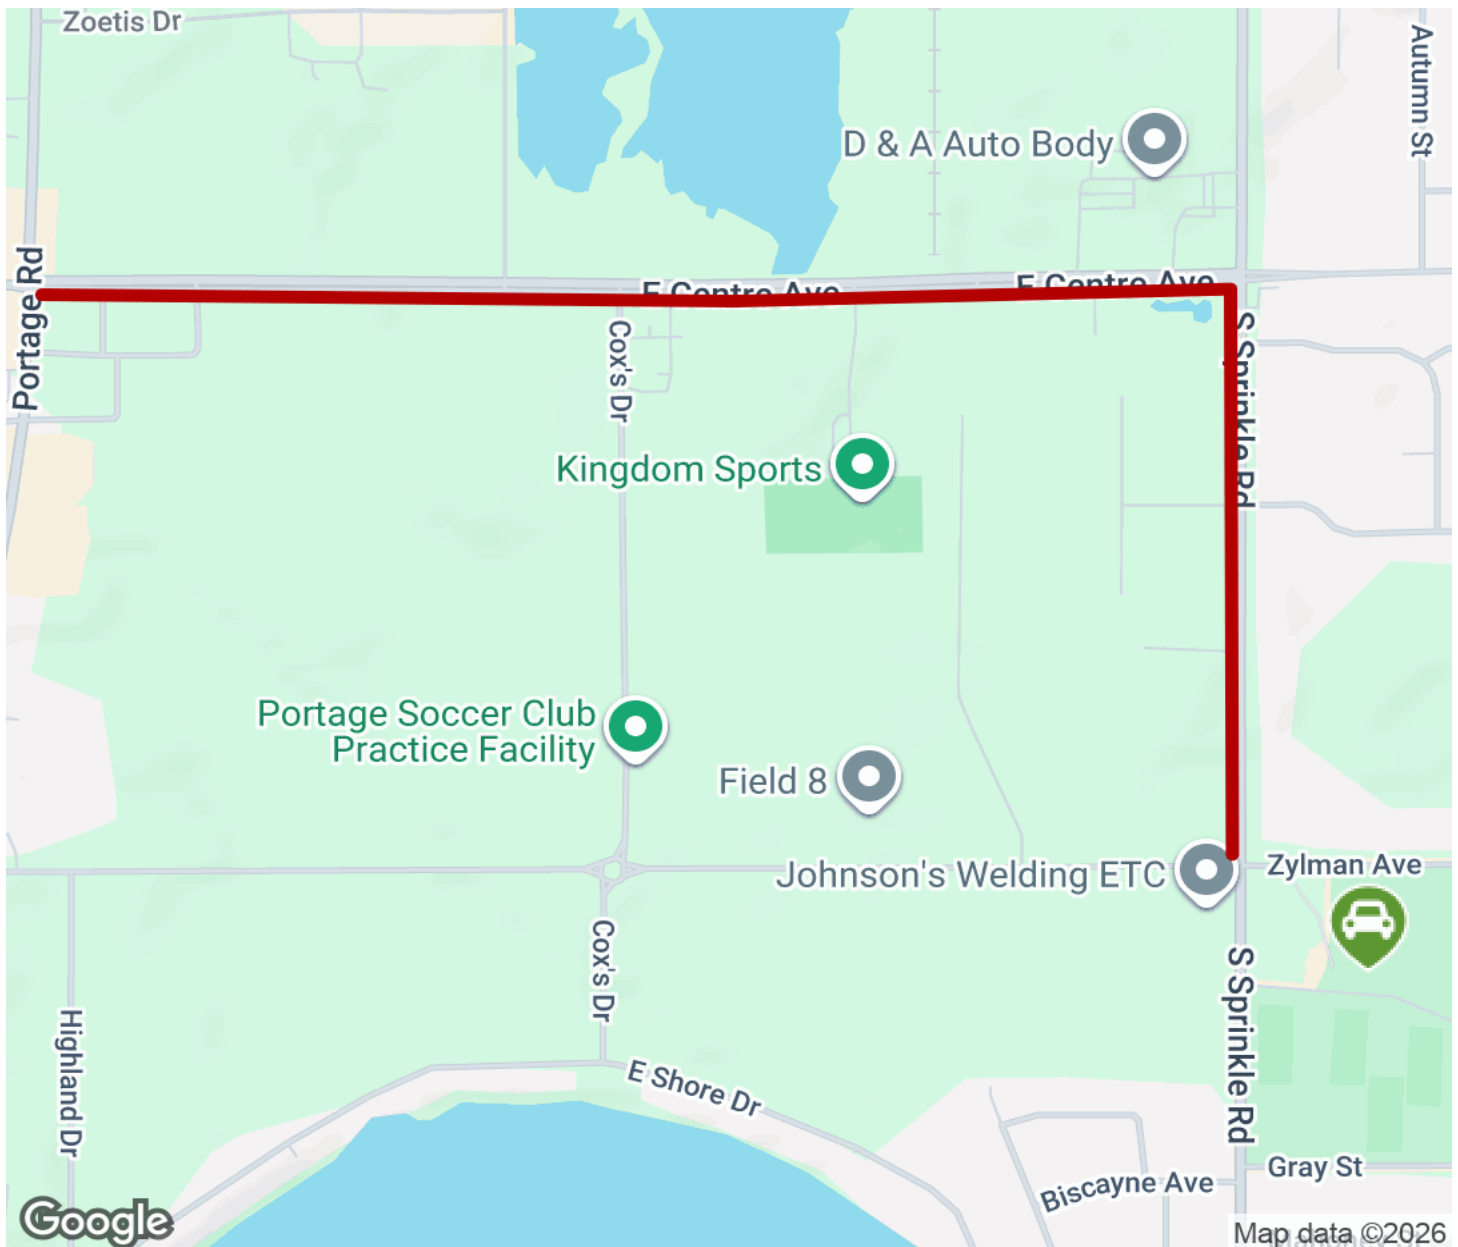 Zoetis Dr
Autumn St
D & A Auto Body
Portage Rd
E Centre Ave
E Centre Ave
S Sprinkle Rd
Cox's Dr
Kingdom Sports
Portage Soccer Club
Practice Facility
Field 8
Johnson's Welding ETC
Zylman Ave
Cox's Dr
S Sprinkle Rd
Highland Dr
E Shore Dr
Gray St
Biscayne Ave
Google
Map data ©2026